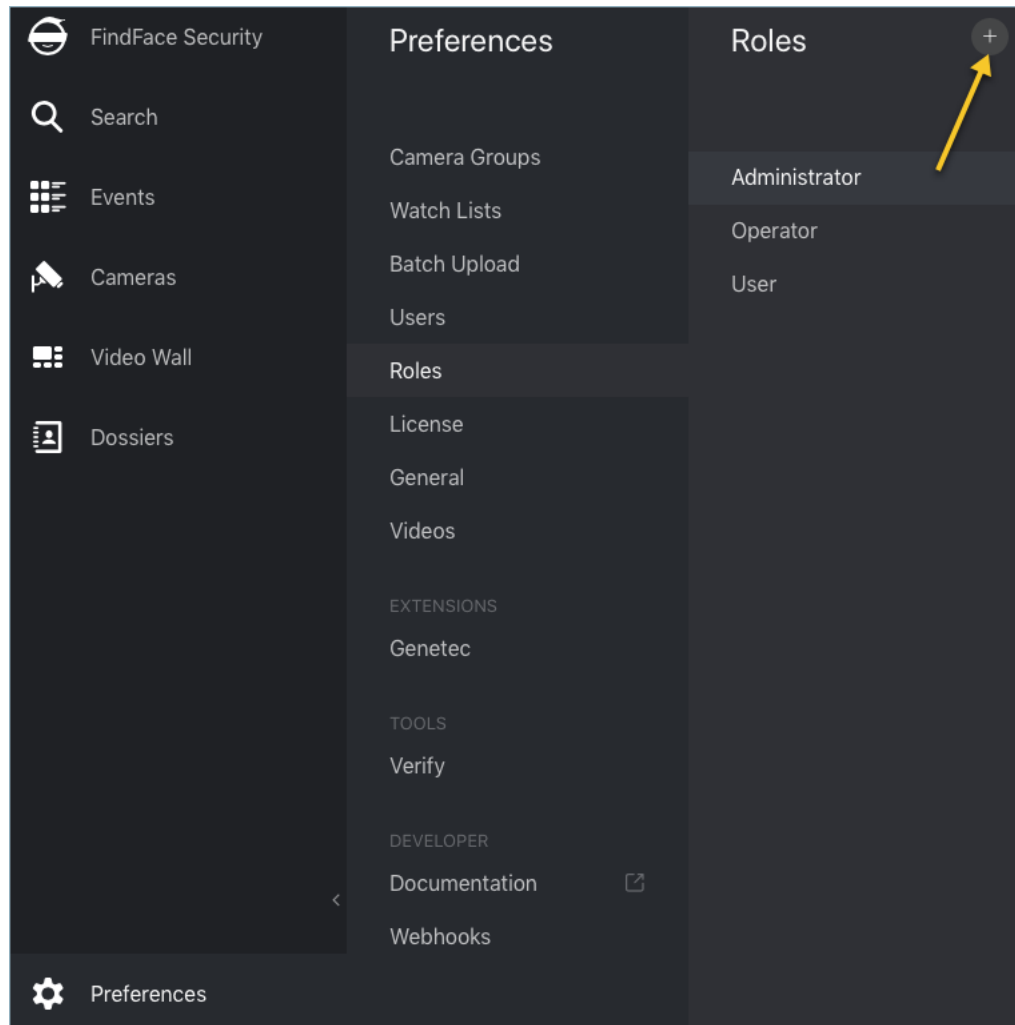 FindFace Security
Search
Events
Cameras
Video Wall
Dossiers
Preferences
Preferences
Camera Groups
Watch Lists
Batch Upload
Users
Roles
License
General
Videos
EXTENSIONS
Genetec
TOOLS
Verify
DEVELOPER
Documentation
Webhooks
Roles
Administrator
Operator
User